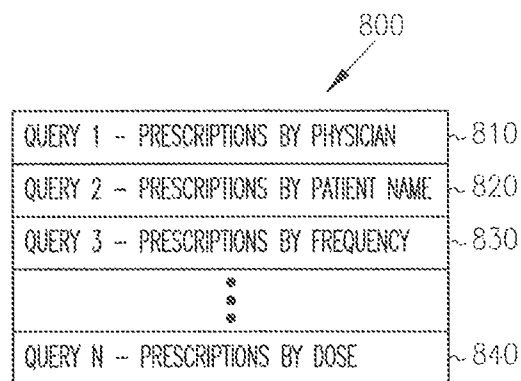 800
QUERY 1 - PRESCRIPTIONS BY PHYSICIAN 810
QUERY 2 - PRESCRIPTIONS BY PATIENT NAME 820
QUERY 3 - PRESCRIPTIONS BY FREQUENCY 830
QUERY N - PRESCRIPTIONS BY DOSE 840